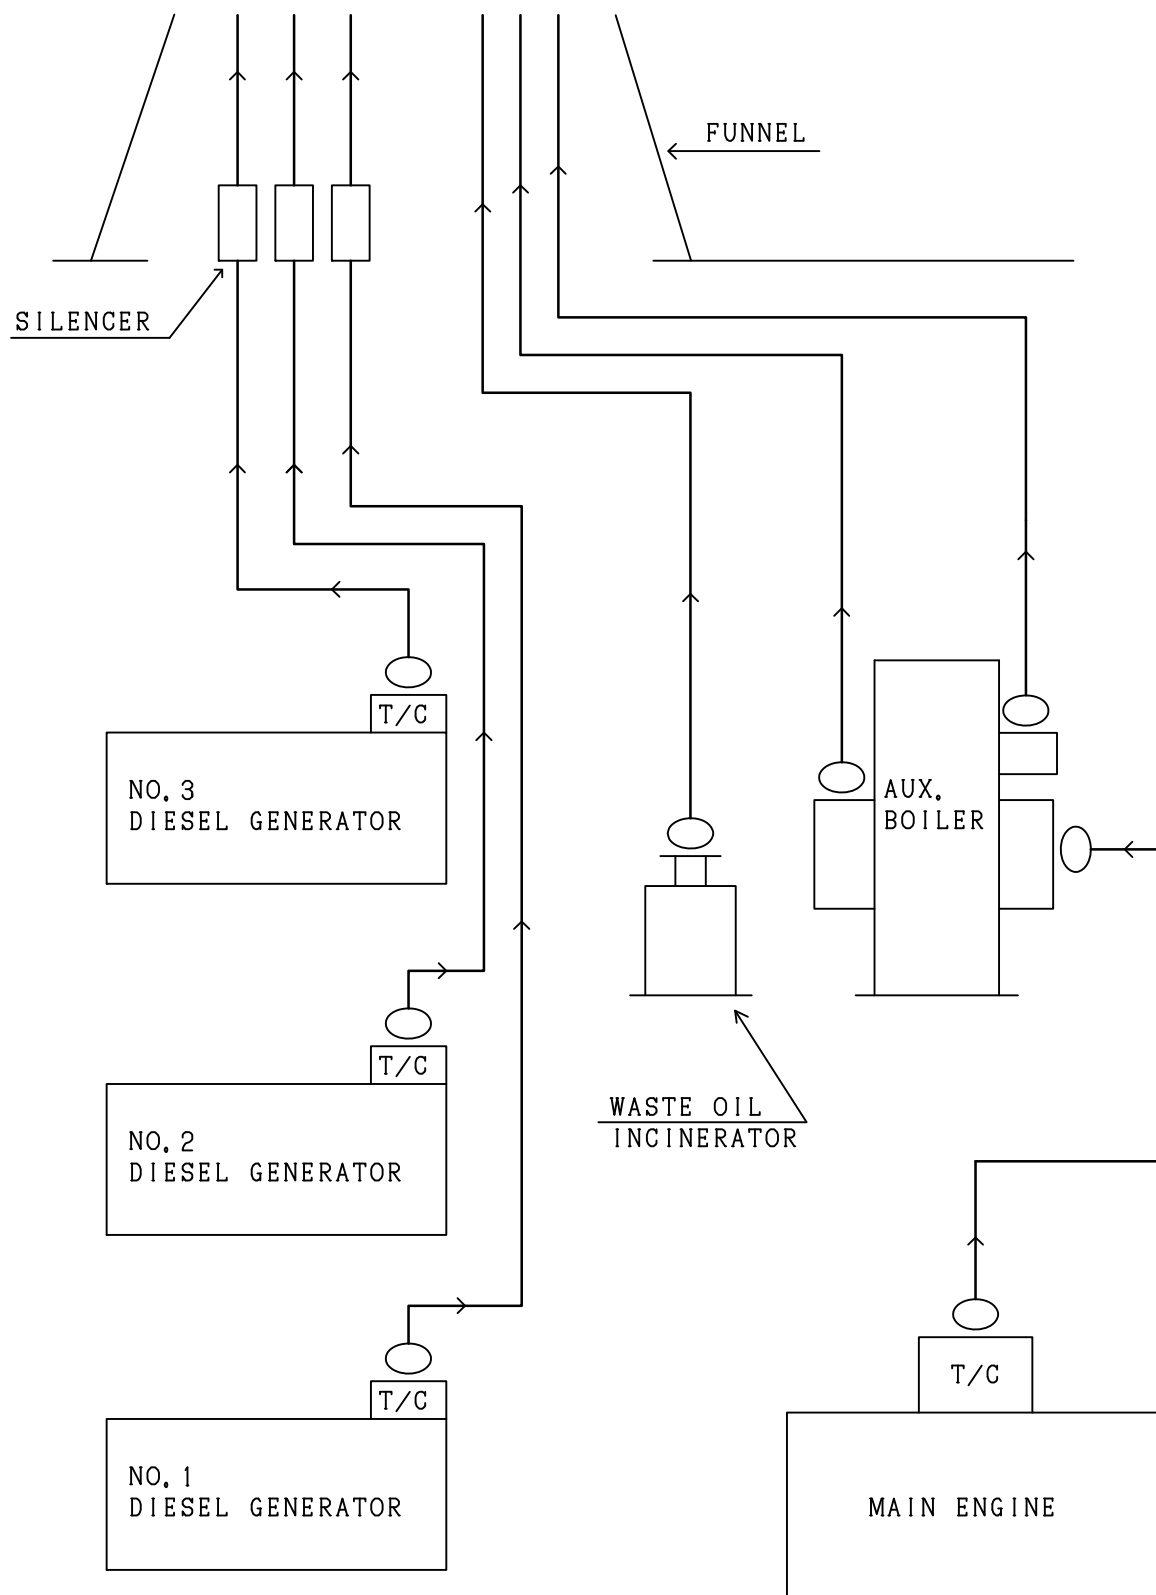 FUNNEL
SILENCER
T/C
NO. 3
DIESEL GENERATOR
AUX.
BOILER
T/C
NO. 2
DIESEL GENERATOR
WASTE OIL
INCINERATOR
T/C
NO. 1
DIESEL GENERATOR
T/C
MAIN ENGINE